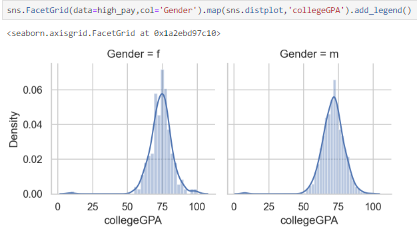 sns.FacetGrid(data=high_pay,col='Gender').map(sns.distplot,'collegeGPA').add_legend()
<seaborn.axisgrid.FacetGrid at 0x1a2ebd97c10>
Gender = f
Gender = m
Density
0.06
0.04
0.02
0.00
0 25 50 75 100
0 25 50 75 100
collegeGPA
collegeGPA